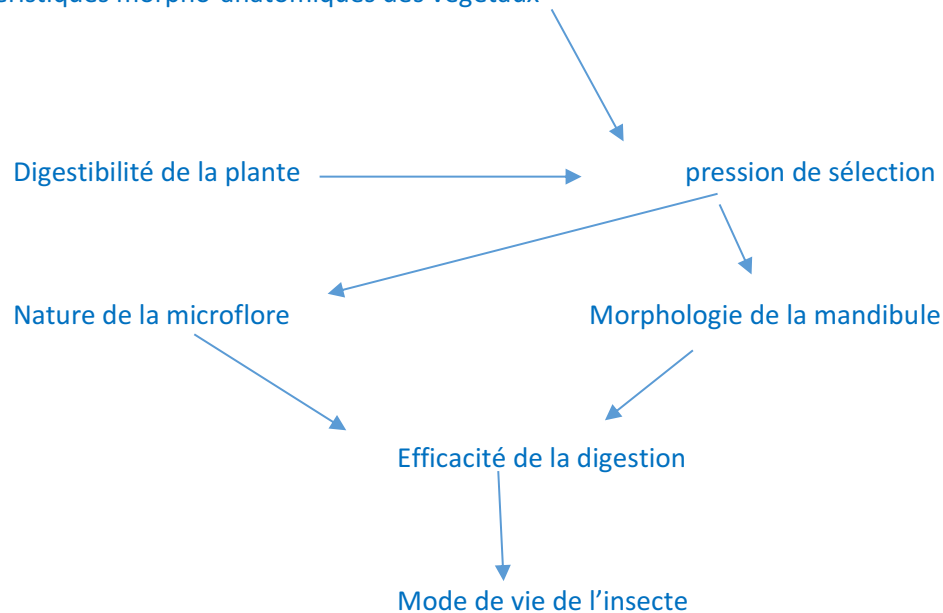 morpho-anatomiques des végétaux
Digestibilité de la plante pression de sélection
Nature de la microflore Morphologie de la mandibule
Efficacité de la digestion
Mode de vie de l'insecte